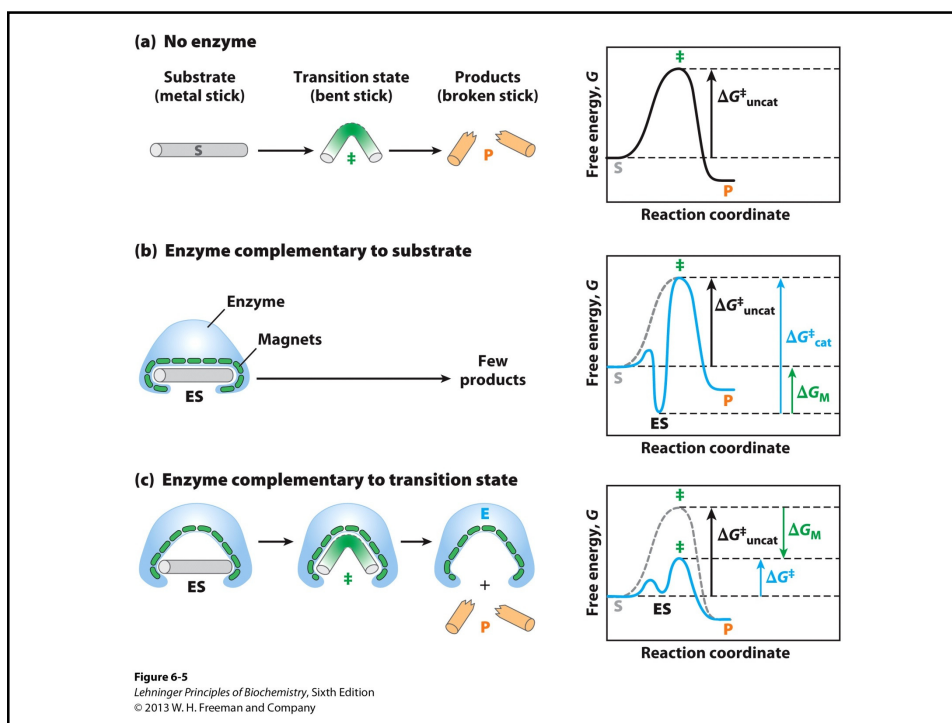 (a) No enzyme
Substrate
(metal stick)
Transition state
(bent stick)
Products
(broken stick)
S
‡
P
Free energy, G
‡
ΔG‡uncat
S
P
Reaction coordinate
(b) Enzyme complementary to substrate
Enzyme
Magnets
ES
Few
products
Free energy, G
‡
ΔG‡uncat
ΔG‡cat
ΔGM
S
P
ES
Reaction coordinate
(c) Enzyme complementary to transition state
ES
‡
E
+
P
Free energy, G
‡
ΔG‡uncat
ΔGM
ΔG‡
S
ES
P
Reaction coordinate
Figure 6-5
Lehninger Principles of Biochemistry, Sixth Edition
© 2013 W. H. Freeman and Company